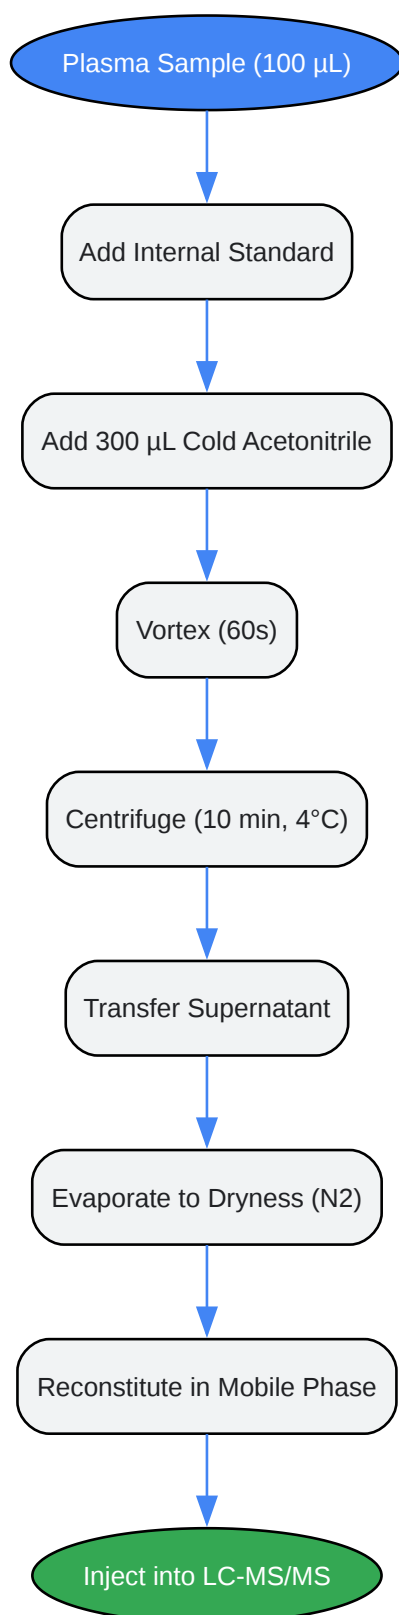 Plasma Sample (100 µL)
Add Internal Standard
Add 300 µL Cold Acetonitrile
Vortex (60s)
Centrifuge (10 min, 4°C)
Transfer Supernatant
Evaporate to Dryness (N2)
Reconstitute in Mobile Phase
Inject into LC-MS/MS